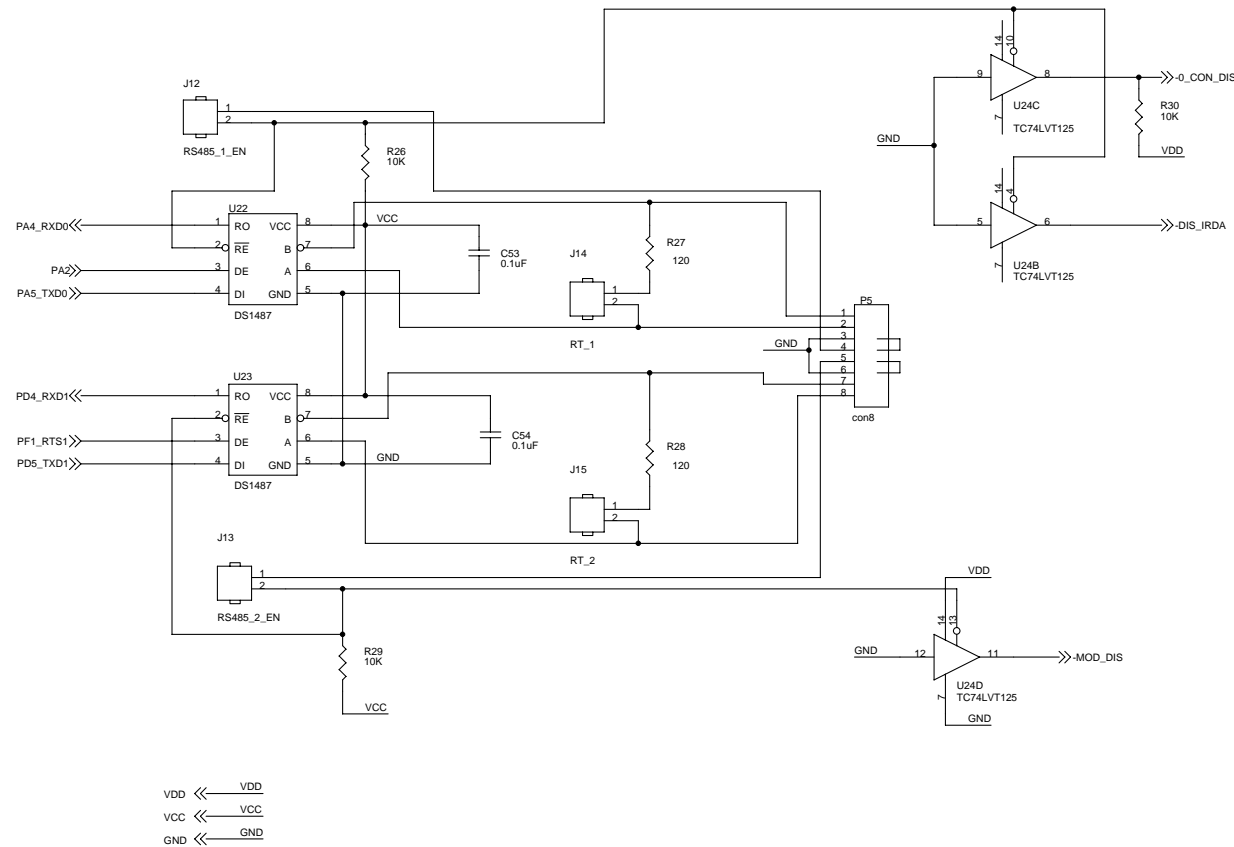 14
10
9
8
-0_CON_DIS
U24C
7
TC74LVT125
R30
10K
VDD
GND
J12
1
2
RS485_1_EN
R26
10K
14
4
5
6
-DIS_IRDA
U24B
7
TC74LVT125
U22
PA4_RXD0
1
RO
VCC
8
VCC
2
RE
B
7
PA2
3
DE
A
6
PA5_TXD0
4
DI
GND
5
DS1487
C53
0.1uF
R27
120
J14
1
2
RT_1
P5
1
2
3
4
5
6
7
8
con8
GND
U23
PD4_RXD1
1
RO
VCC
8
2
RE
B
7
PF1_RTS1
3
DE
A
6
PD5_TXD1
4
DI
GND
5
GND
DS1487
C54
0.1uF
R28
120
J15
1
2
RT_2
J13
1
2
RS485_2_EN
R29
10K
VCC
VDD
14
13
GND
12
11
-MOD_DIS
U24D
7
TC74LVT125
GND
VDD
VDD
VCC
VCC
GND
GND